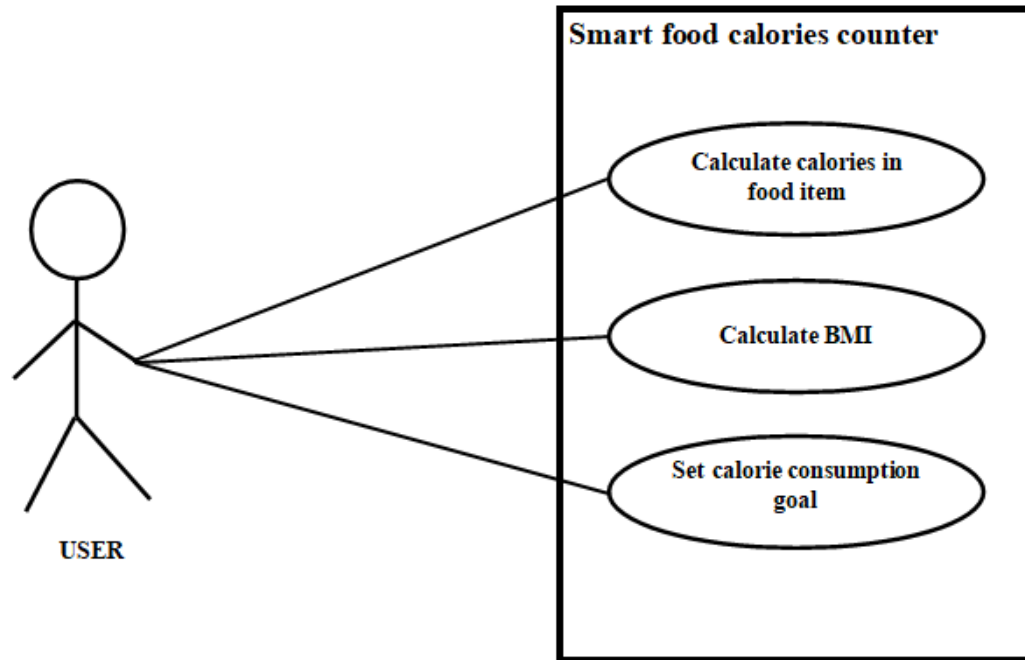 Smart food calories counter
Calculate calories in
food item
Calculate BMI
Set calorie consumption
goal
USER